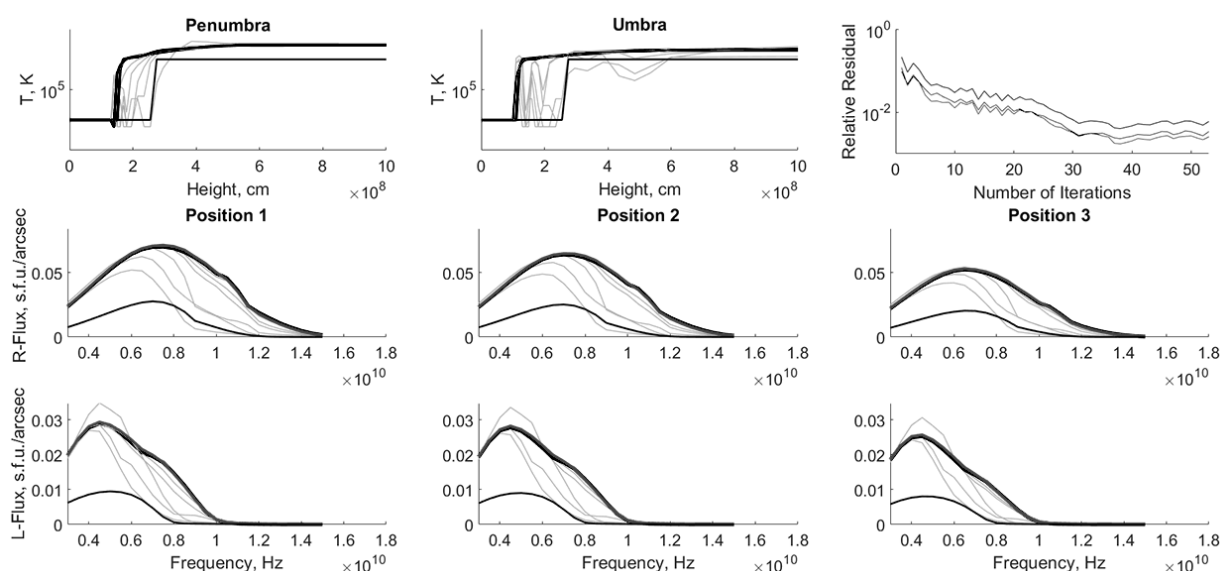 Penumbra
Umbra
T, K
10^5
0 2 4 6 8 10
Height, cm
×10^8
T, K
10^5
0 2 4 6 8 10
Height, cm
×10^8
Relative Residual
10^0
10^-2
10 20 30 40 50
Number of Iterations
Position 1
Position 2
Position 3
R-Flux, s.f.u./arcsec
0.05
0
0.4 0.6 0.8 1 1.2 1.4 1.6 1.8
×10^10
0.05
0
0.4 0.6 0.8 1 1.2 1.4 1.6 1.8
×10^10
0.05
0
0.4 0.6 0.8 1 1.2 1.4 1.6 1.8
×10^10
L-Flux, s.f.u./arcsec
0.03
0.02
0.01
0
0.4 0.6 0.8 1 1.2 1.4 1.6 1.8
Frequency, Hz
×10^10
0.03
0.02
0.01
0
0.4 0.6 0.8 1 1.2 1.4 1.6 1.8
Frequency, Hz
×10^10
0.03
0.02
0.01
0
0.4 0.6 0.8 1 1.2 1.4 1.6 1.8
Frequency, Hz
×10^10